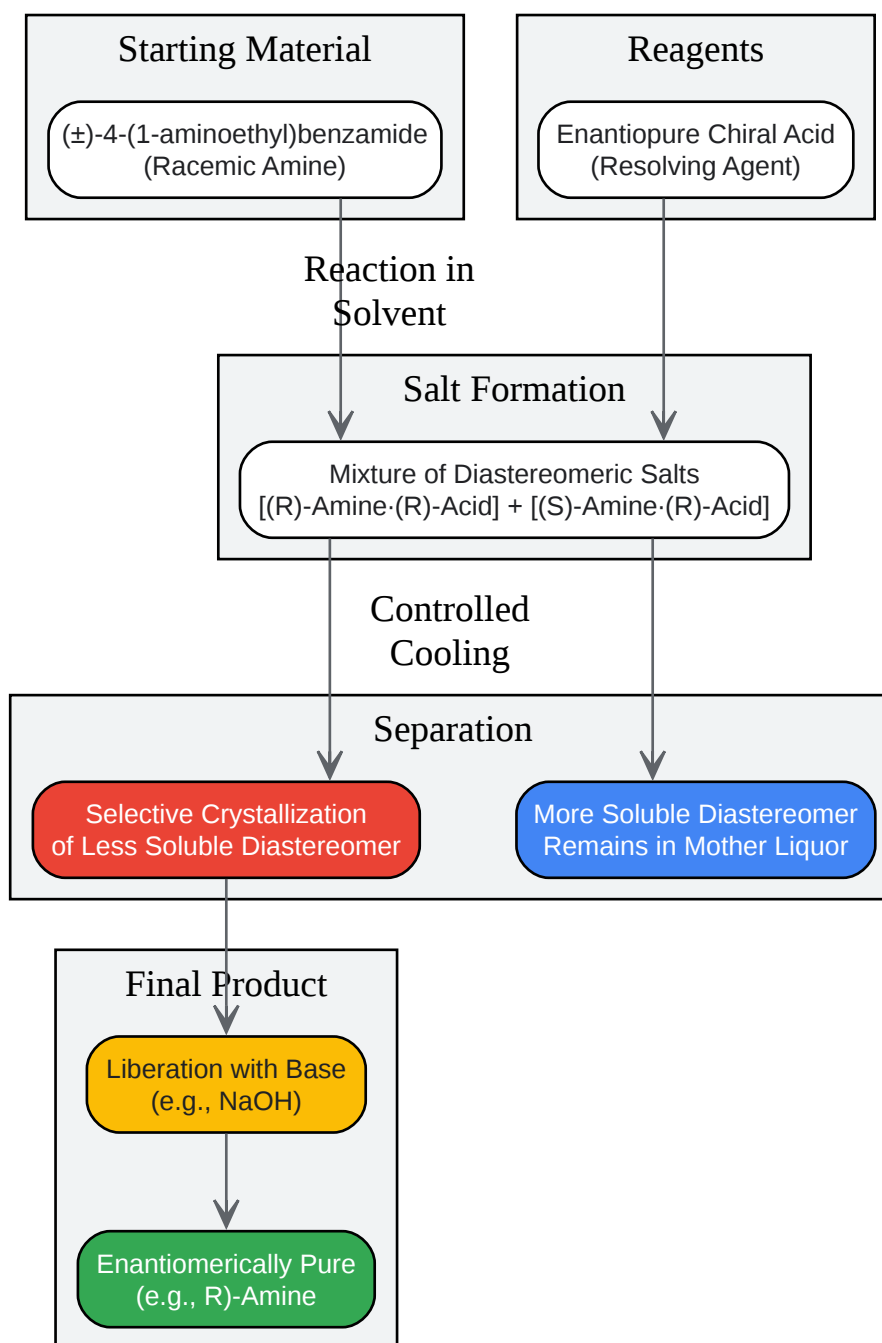 Starting Material
(±)-4-(1-aminoethyl)benzamide
(Racemic Amine)
Reagents
Enantiopure Chiral Acid
(Resolving Agent)
Reaction in
Solvent
Salt Formation
Mixture of Diastereomeric Salts
[(R)-Amine·(R)-Acid] + [(S)-Amine·(R)-Acid]
Controlled
Cooling
Separation
Selective Crystallization
of Less Soluble Diastereomer
More Soluble Diastereomer
Remains in Mother Liquor
Final Product
Liberation with Base
(e.g., NaOH)
Enantiomerically Pure
(e.g., R)-Amine